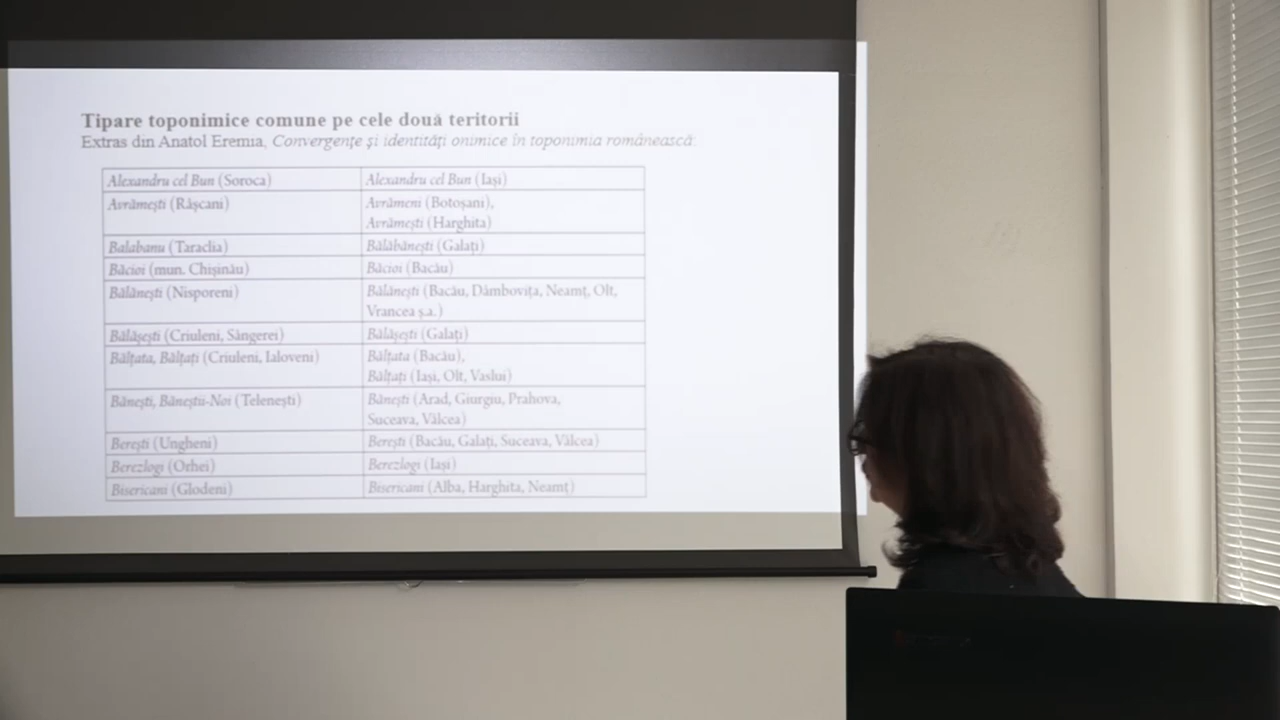 Tipare toponimice comune pe cele două teritorii
Extras din Anatol Eremia, Convergențe și identități onimice în toponimia românească:
Alexandru cel Bun (Soroca) Alexandru cel Bun (Iași)
Avrămești (Râșcani) Avrămeni (Botoșani),
Avrămești (Harghita)
Balabanu (Taraclia) Bălăbănești (Galați)
Băcioi (mun. Chișinău) Băcioi (Bacău)
Bălănești (Nisporeni) Bălănești (Bacău, Dâmbovița, Neamț, Olt,
Vrancea ș.a.)
Bălășești (Criuleni, Sângerei) Bălășești (Galați)
Bălțata, Bălțați (Criuleni, Ialoveni) Bălțata (Bacău),
Bălțați (Iași, Olt, Vaslui)
Bănești, Băneștii-Noi (Telenești) Bănești (Arad, Giurgiu, Prahova,
Suceava, Vâlcea)
Berești (Ungheni) Berești (Bacău, Galați, Suceava, Vâlcea)
Berezlogi (Orhei) Berezlogi (Iași)
Bisericani (Glodeni) Bisericani (Alba, Harghita, Neamț)